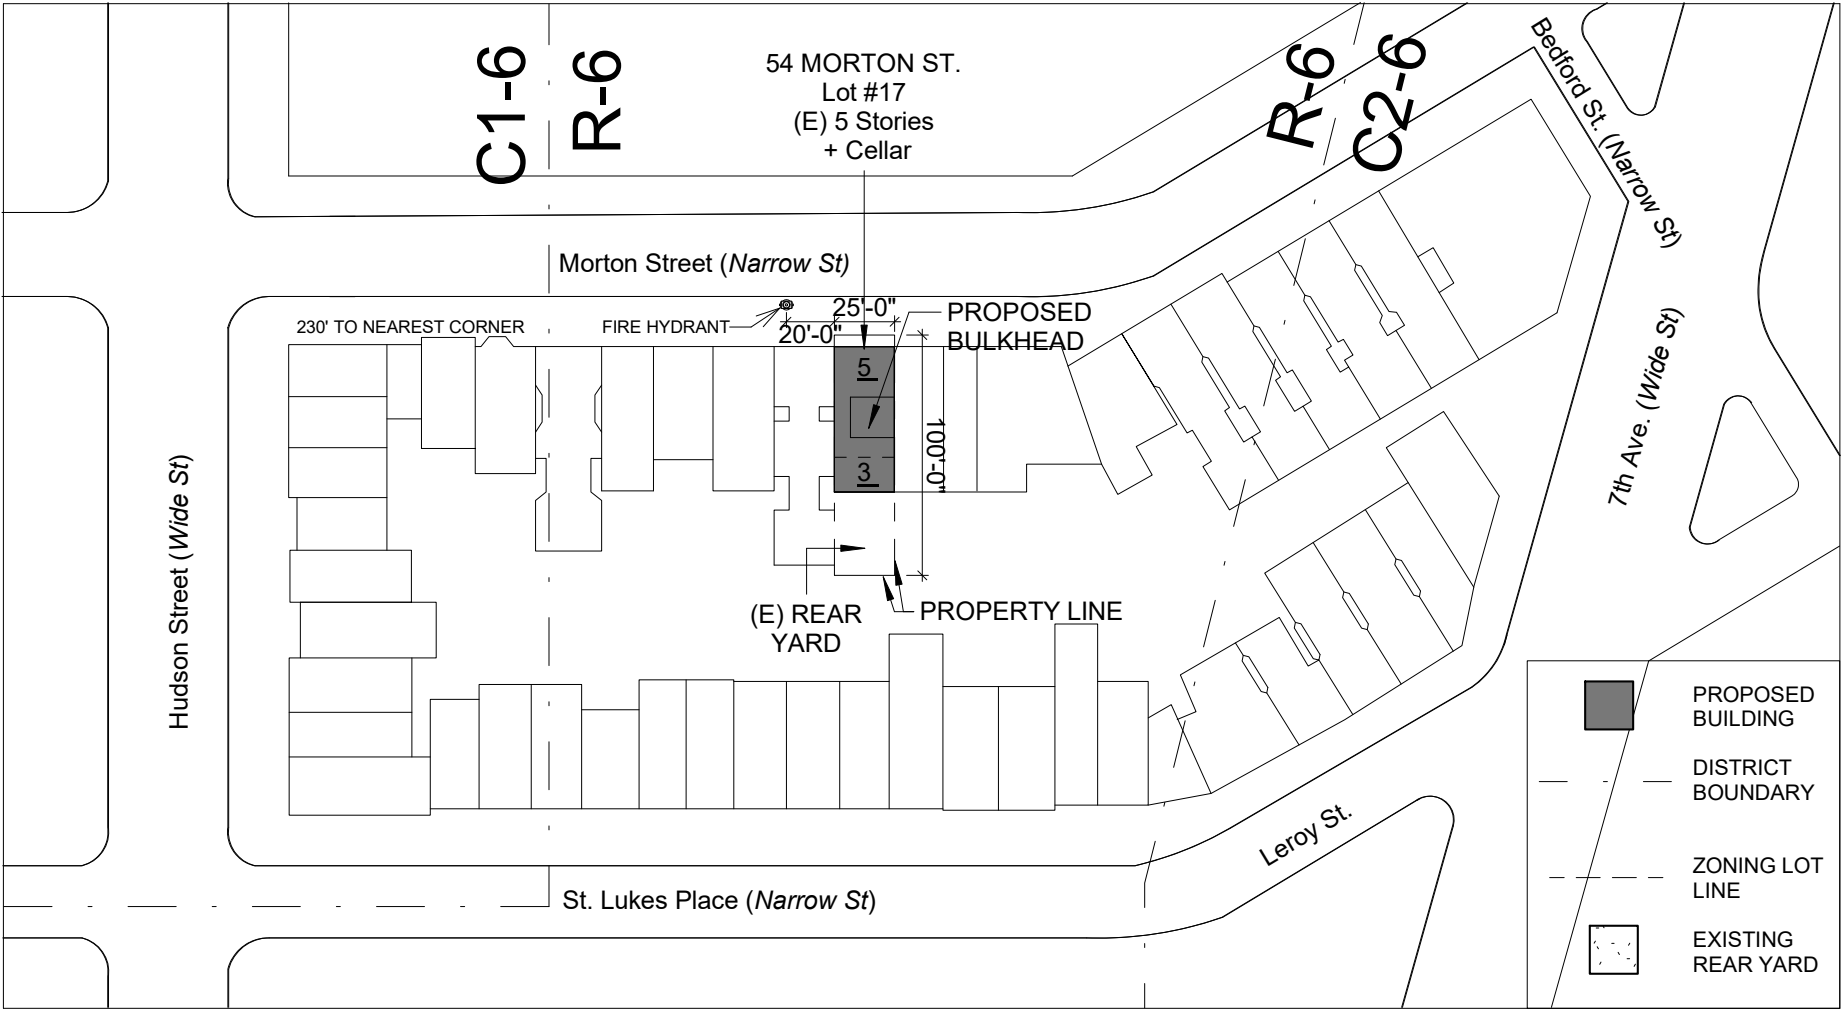 C1-6
R-6
54 MORTON ST.
Lot #17
(E) 5 Stories
+ Cellar
R-6
C2-6
Bedford St. (Narrow St)
Morton Street (Narrow St)
230' TO NEAREST CORNER
FIRE HYDRANT
25'-0"
20'-0"
PROPOSED
BULKHEAD
5
3
100'-0"
7th Ave. (Wide St)
Hudson Street (Wide St)
(E) REAR
YARD
PROPERTY LINE
Leroy St.
St. Lukes Place (Narrow St)
PROPOSED
BUILDING
DISTRICT
BOUNDARY
ZONING LOT
LINE
EXISTING
REAR YARD